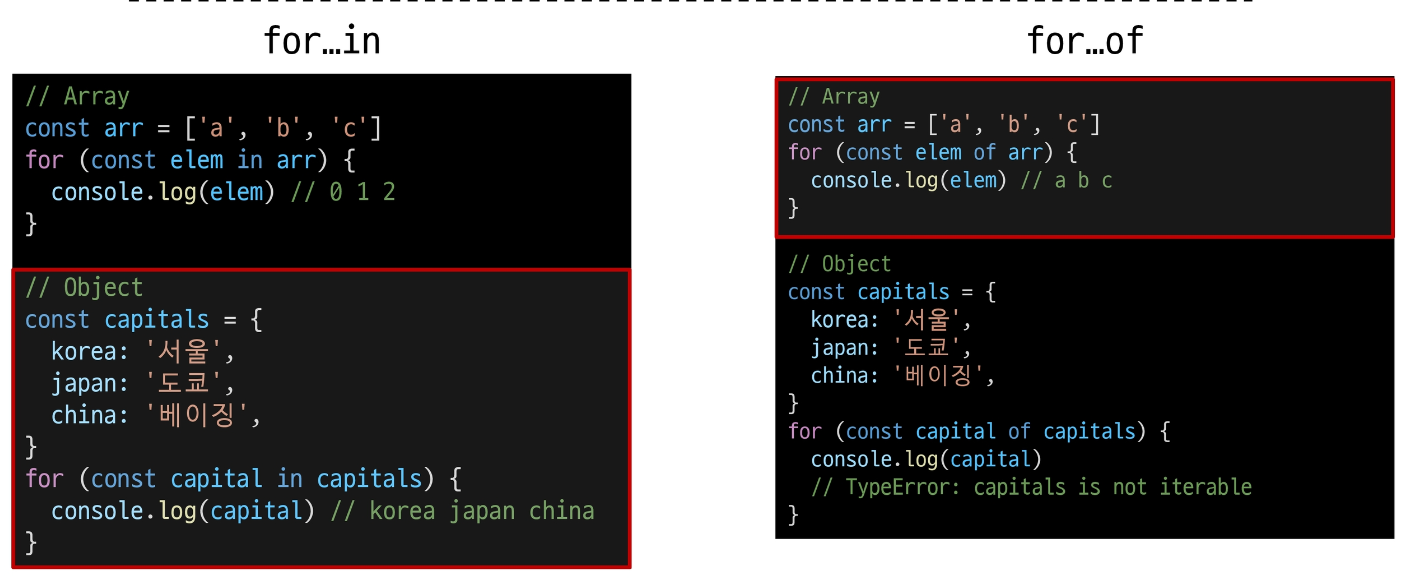 for…in
// Array
const arr = ['a', 'b', 'c']
for (const elem in arr) {
  console.log(elem) // 0 1 2
}
// Object
const capitals = {
  korea: '서울',
  japan: '도쿄',
  china: '베이징',
}
for (const capital in capitals) {
  console.log(capital) // korea japan china
}
for…of
// Array
const arr = ['a', 'b', 'c']
for (const elem of arr) {
  console.log(elem) // a b c
}
// Object
const capitals = {
  korea: '서울',
  japan: '도쿄',
  china: '베이징',
}
for (const capital of capitals) {
  console.log(capital)
  // TypeError: capitals is not iterable
}